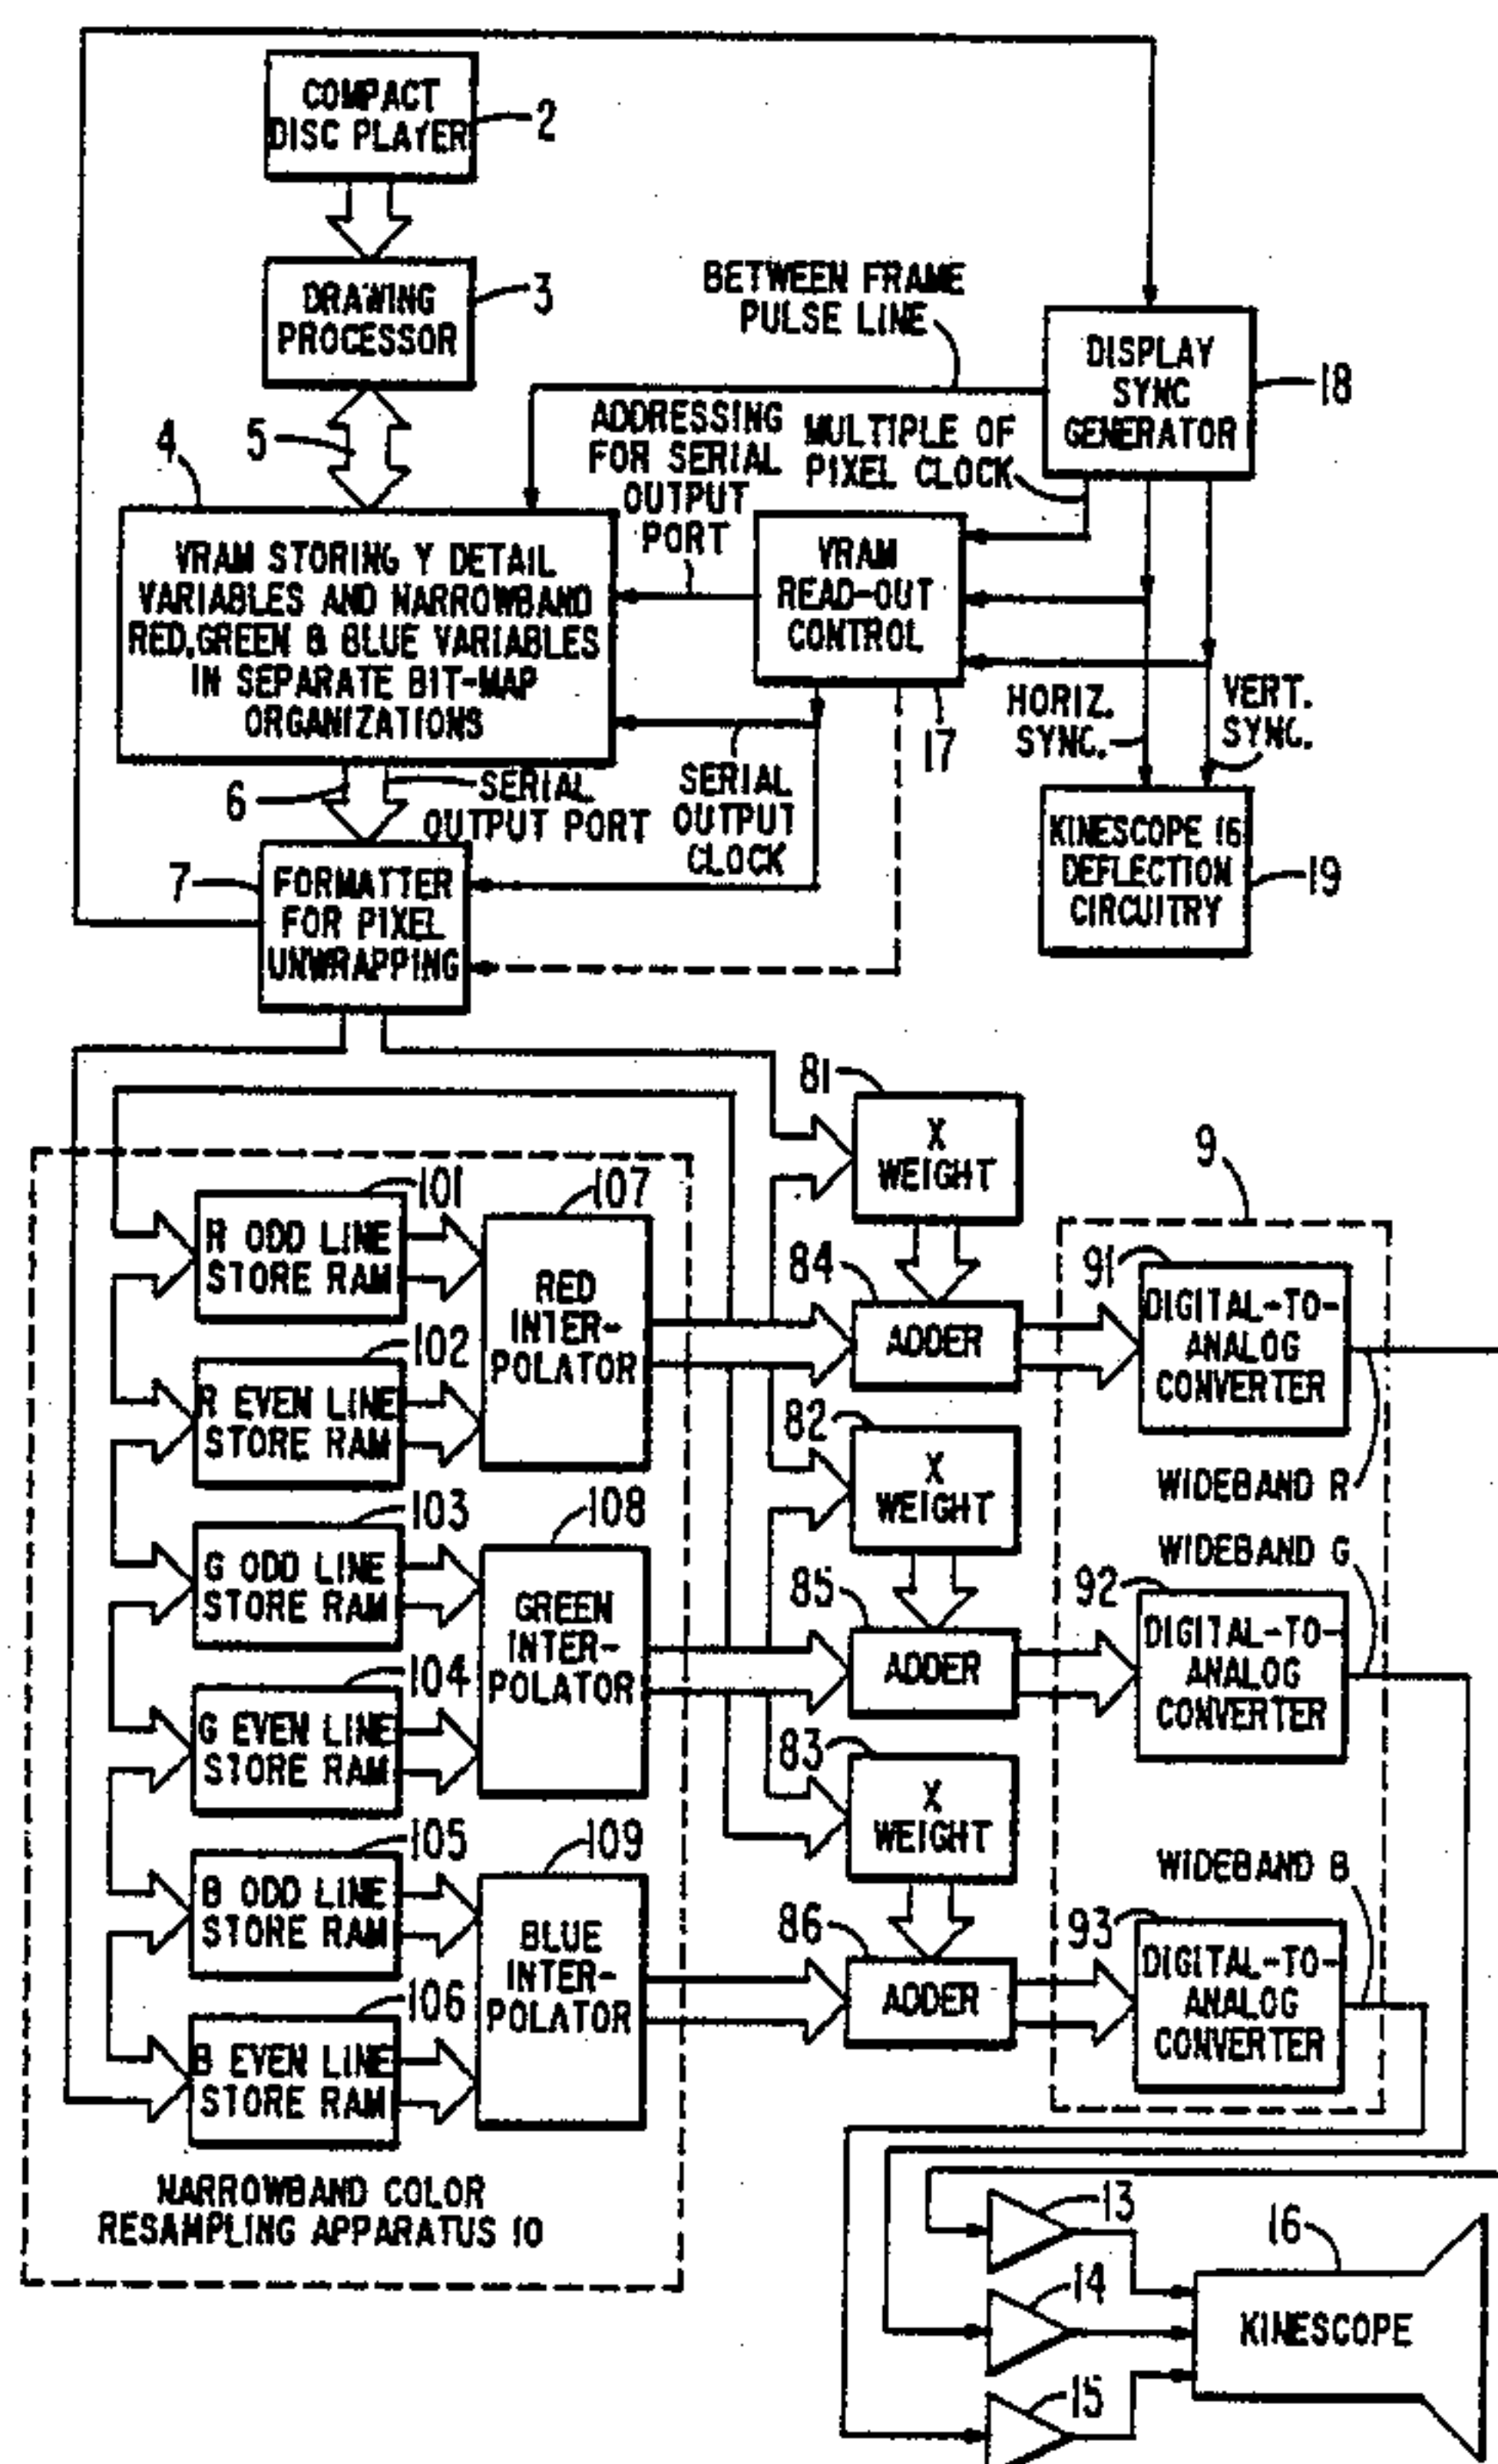 COMPACT
DISC PLAYER
2
DRAWING
PROCESSOR
3
BETWEEN FRAME
PULSE LINE
DISPLAY
SYNC
GENERATOR
18
4
5
ADDRESSING
FOR SERIAL
OUTPUT
PORT
MULTIPLE OF
PIXEL CLOCK
VRAM STORING Y DETAIL
VARIABLES AND NARROWBAND
RED, GREEN & BLUE VARIABLES
IN SEPARATE BIT-MAP
ORGANIZATIONS
VRAM
READ-OUT
CONTROL
17
HORIZ.
SYNC.
VERT.
SYNC.
6
SERIAL
OUTPUT PORT
SERIAL
OUTPUT
CLOCK
7
FORMATTER
FOR PIXEL
UNWRAPPING
KINESCOPE 16
DEFLECTION
CIRCUITRY
19
81
X
WEIGHT
9
101
R ODD LINE
STORE RAM
107
RED
INTER-
POLATOR
84
ADDER
91
DIGITAL-TO-
ANALOG
CONVERTER
102
R EVEN LINE
STORE RAM
82
X
WEIGHT
WIDEBAND R
103
G ODD LINE
STORE RAM
108
GREEN
INTER-
POLATOR
WIDEBAND G
85
ADDER
92
DIGITAL-TO-
ANALOG
CONVERTER
104
G EVEN LINE
STORE RAM
83
X
WEIGHT
105
B ODD LINE
STORE RAM
109
BLUE
INTER-
POLATOR
WIDEBAND B
86
ADDER
93
DIGITAL-TO-
ANALOG
CONVERTER
106
B EVEN LINE
STORE RAM
NARROWBAND COLOR
RESAMPLING APPARATUS 10
13
14
15
16
KINESCOPE